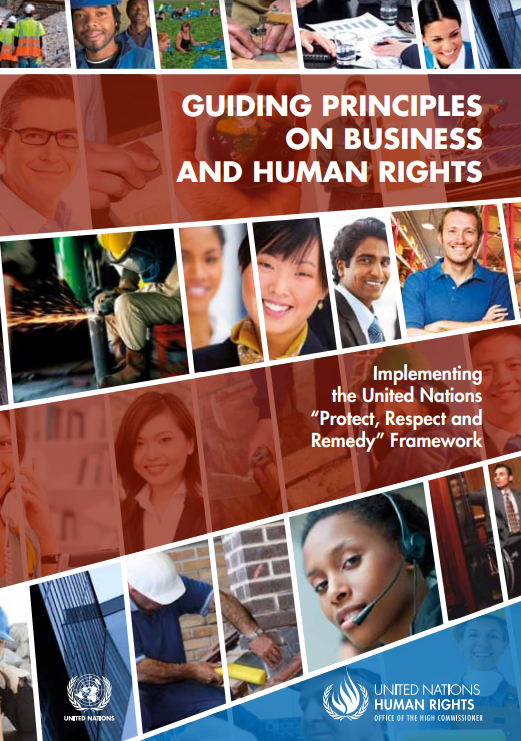 GUIDING PRINCIPLES
ON BUSINESS
AND HUMAN RIGHTS
Implementing
the United Nations
“Protect, Respect and
Remedy” Framework
UNITED NATIONS
UNITED NATIONS
HUMAN RIGHTS
OFFICE OF THE HIGH COMMISSIONER